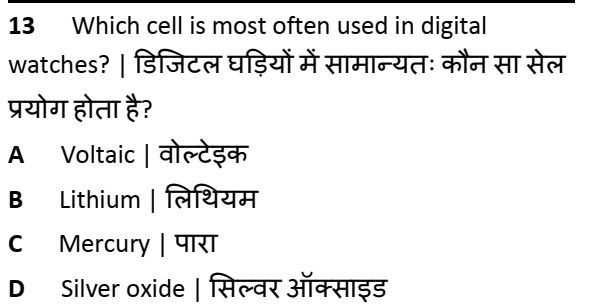 13 Which cell is most often used in digital
watches? | डिजिटल घड़ियों में सामान्यतः कौन सा सेल
प्रयोग होता है?
A Voltaic | वोल्टेइक
B Lithium | लिथियम
C Mercury | पारा
D Silver oxide | सिल्वर ऑक्साइड